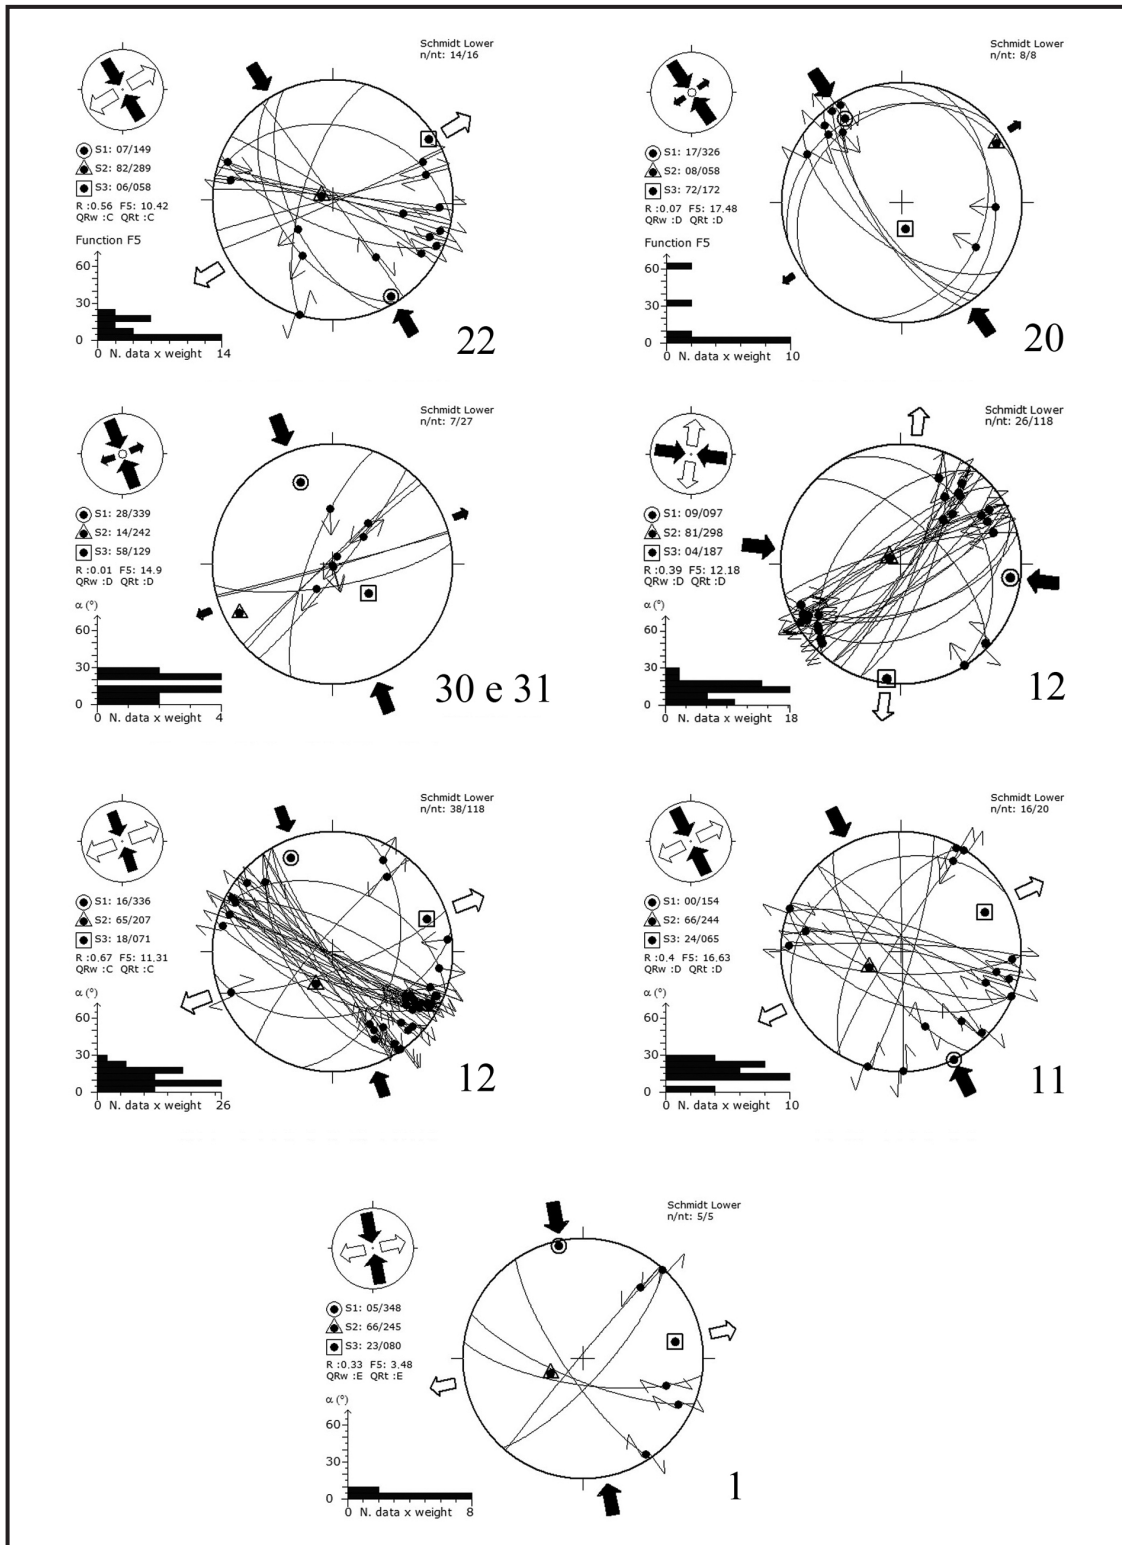 Schmidt Lower
n/nt: 14/16
S1: 07/149
S2: 82/289
S3: 06/058
R :0.56 F5: 10.42
QRw :C QRt :C
Function F5
60
30
0
0 N. data x weight 14
22
Schmidt Lower
n/nt: 8/8
S1: 17/326
S2: 08/058
S3: 72/172
R :0.07 F5: 17.48
QRw :D QRt :D
Function F5
60
30
0
0 N. data x weight 10
20
Schmidt Lower
n/nt: 7/27
S1: 28/339
S2: 14/242
S3: 58/129
R :0.01 F5: 14.9
QRw :D QRt :D
α (°)
60
30
0
0 N. data x weight 4
30 e 31
Schmidt Lower
n/nt: 26/118
S1: 09/097
S2: 81/298
S3: 04/187
R :0.39 F5: 12.18
QRw :D QRt :D
α (°)
60
30
0
0 N. data x weight 18
12
Schmidt Lower
n/nt: 38/118
S1: 16/336
S2: 65/207
S3: 18/071
R :0.67 F5: 11.31
QRw :C QRt :C
α (°)
60
30
0
0 N. data x weight 26
12
Schmidt Lower
n/nt: 16/20
S1: 00/154
S2: 66/244
S3: 24/065
R :0.4 F5: 16.63
QRw :D QRt :D
α (°)
60
30
0
0 N. data x weight 10
11
Schmidt Lower
n/nt: 5/5
S1: 05/348
S2: 66/245
S3: 23/080
R :0.33 F5: 3.48
QRw :E QRt :E
α (°)
60
30
0
0 N. data x weight 8
1